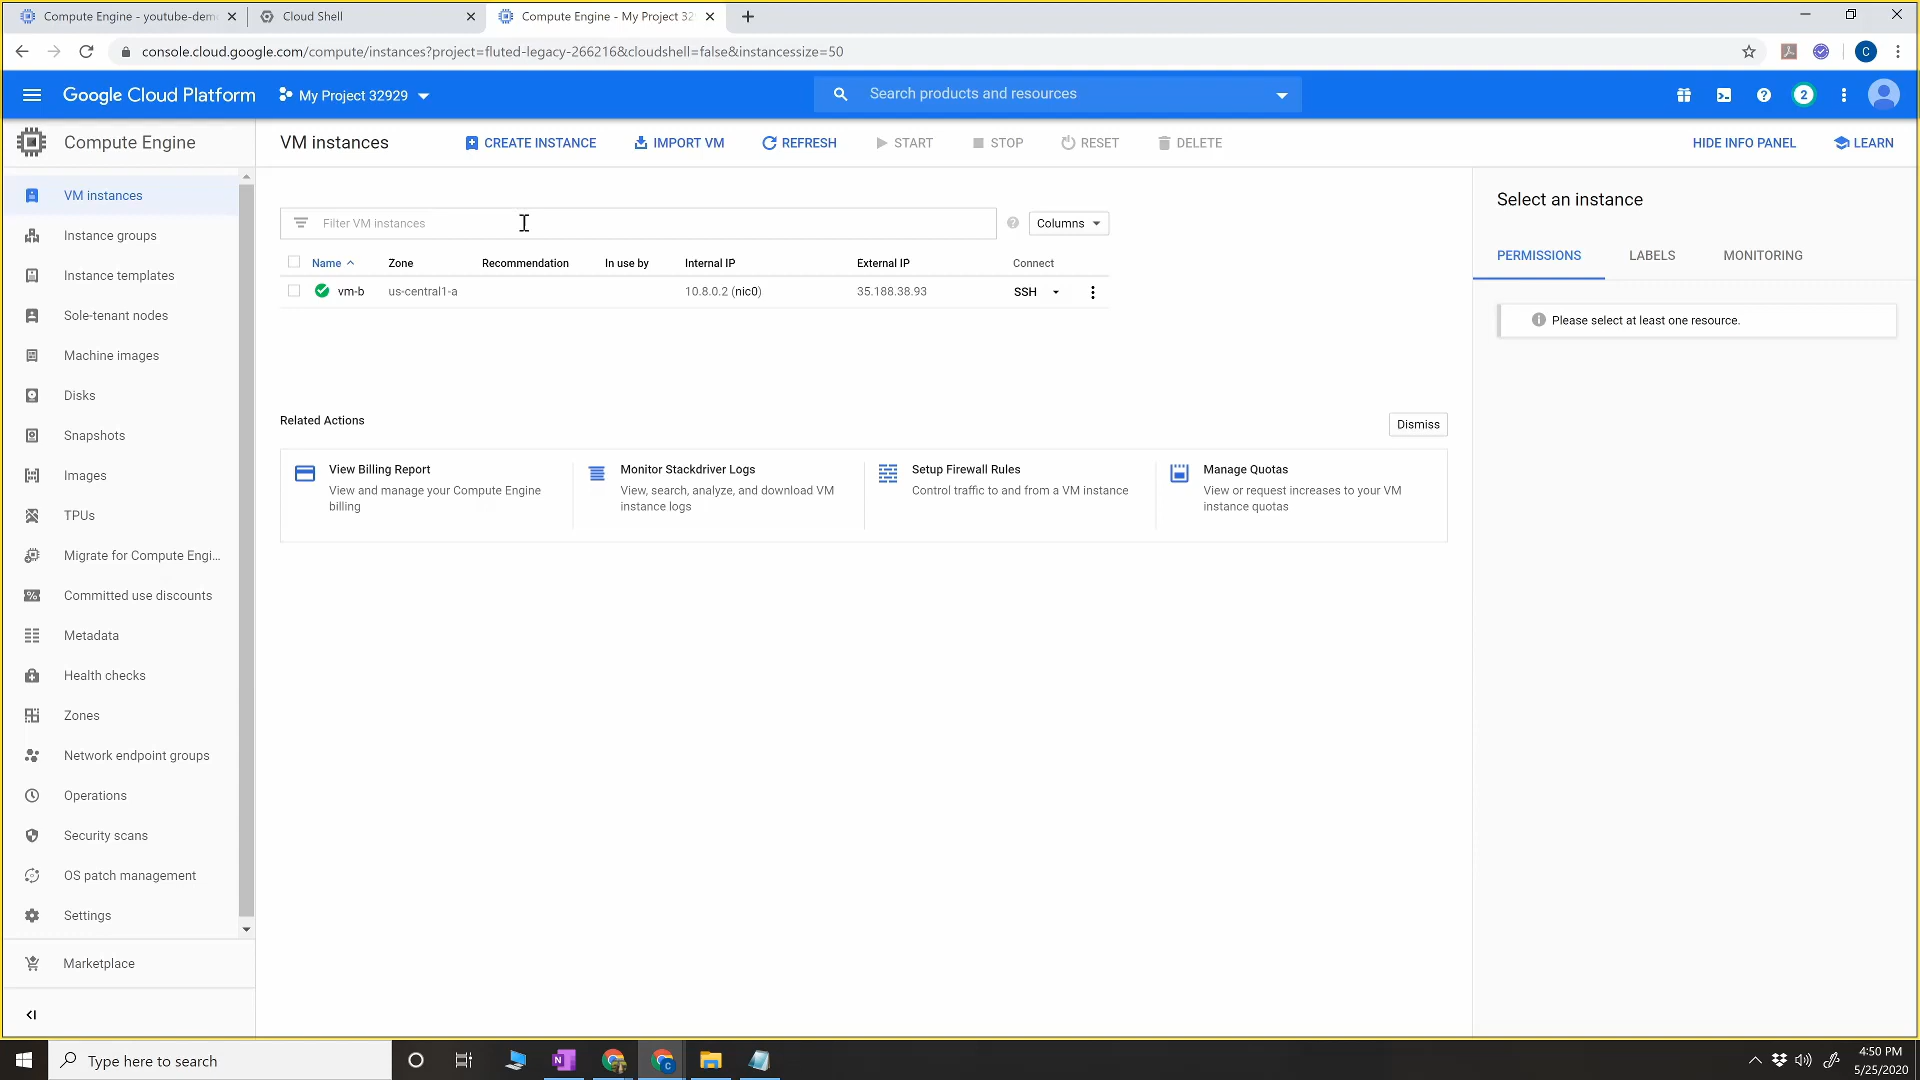 Compute Engine - youtube-dem
Cloud Shell
Compute Engine - My Project 32
console.cloud.google.com/compute/instances?project=fluted-legacy-266216&cloudshell=false&instancessize=50
C
Google Cloud Platform
My Project 32929
Search products and resources
2
Compute Engine
VM instances
CREATE INSTANCE
IMPORT VM
REFRESH
START
STOP
RESET
DELETE
HIDE INFO PANEL
LEARN
VM instances
Instance groups
Instance templates
Sole-tenant nodes
Machine images
Disks
Snapshots
Images
TPUs
Migrate for Compute Engi...
Committed use discounts
Metadata
Health checks
Zones
Network endpoint groups
Operations
Security scans
OS patch management
Settings
Marketplace
Filter VM instances
Columns
Name Zone Recommendation In use by Internal IP External IP Connect
vm-b us-central1-a 10.8.0.2 (nic0) 35.188.38.93 SSH
Related Actions
Dismiss
View Billing Report
View and manage your Compute Engine
billing
Monitor Stackdriver Logs
View, search, analyze, and download VM
instance logs
Setup Firewall Rules
Control traffic to and from a VM instance
Manage Quotas
View or request increases to your VM
instance quotas
Select an instance
PERMISSIONS
LABELS
MONITORING
Please select at least one resource.
Type here to search
4:50 PM
5/25/2020